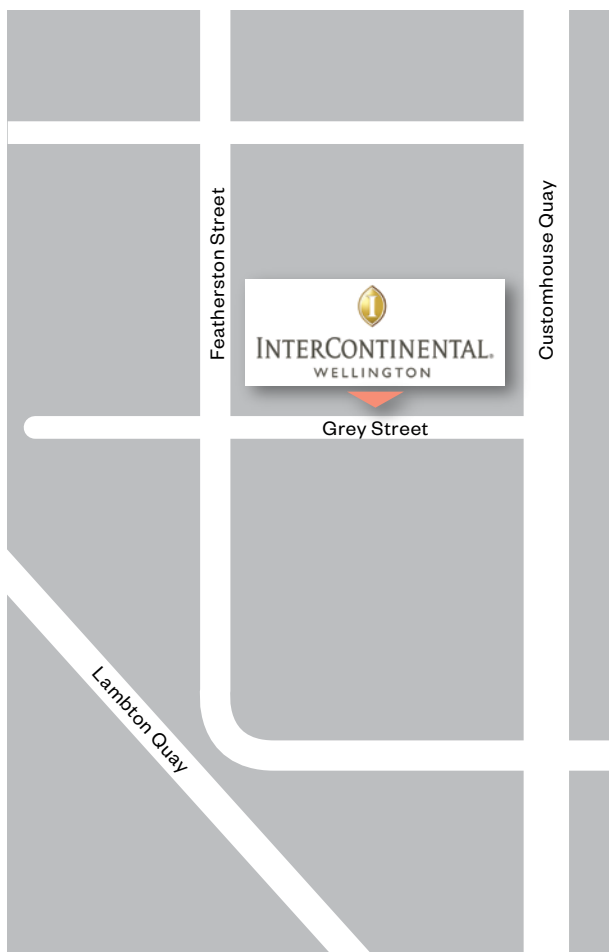 Featherston Street
Customhouse Quay
I
INTERCONTINENTAL.
WELLINGTON
Grey Street
Lambton Quay